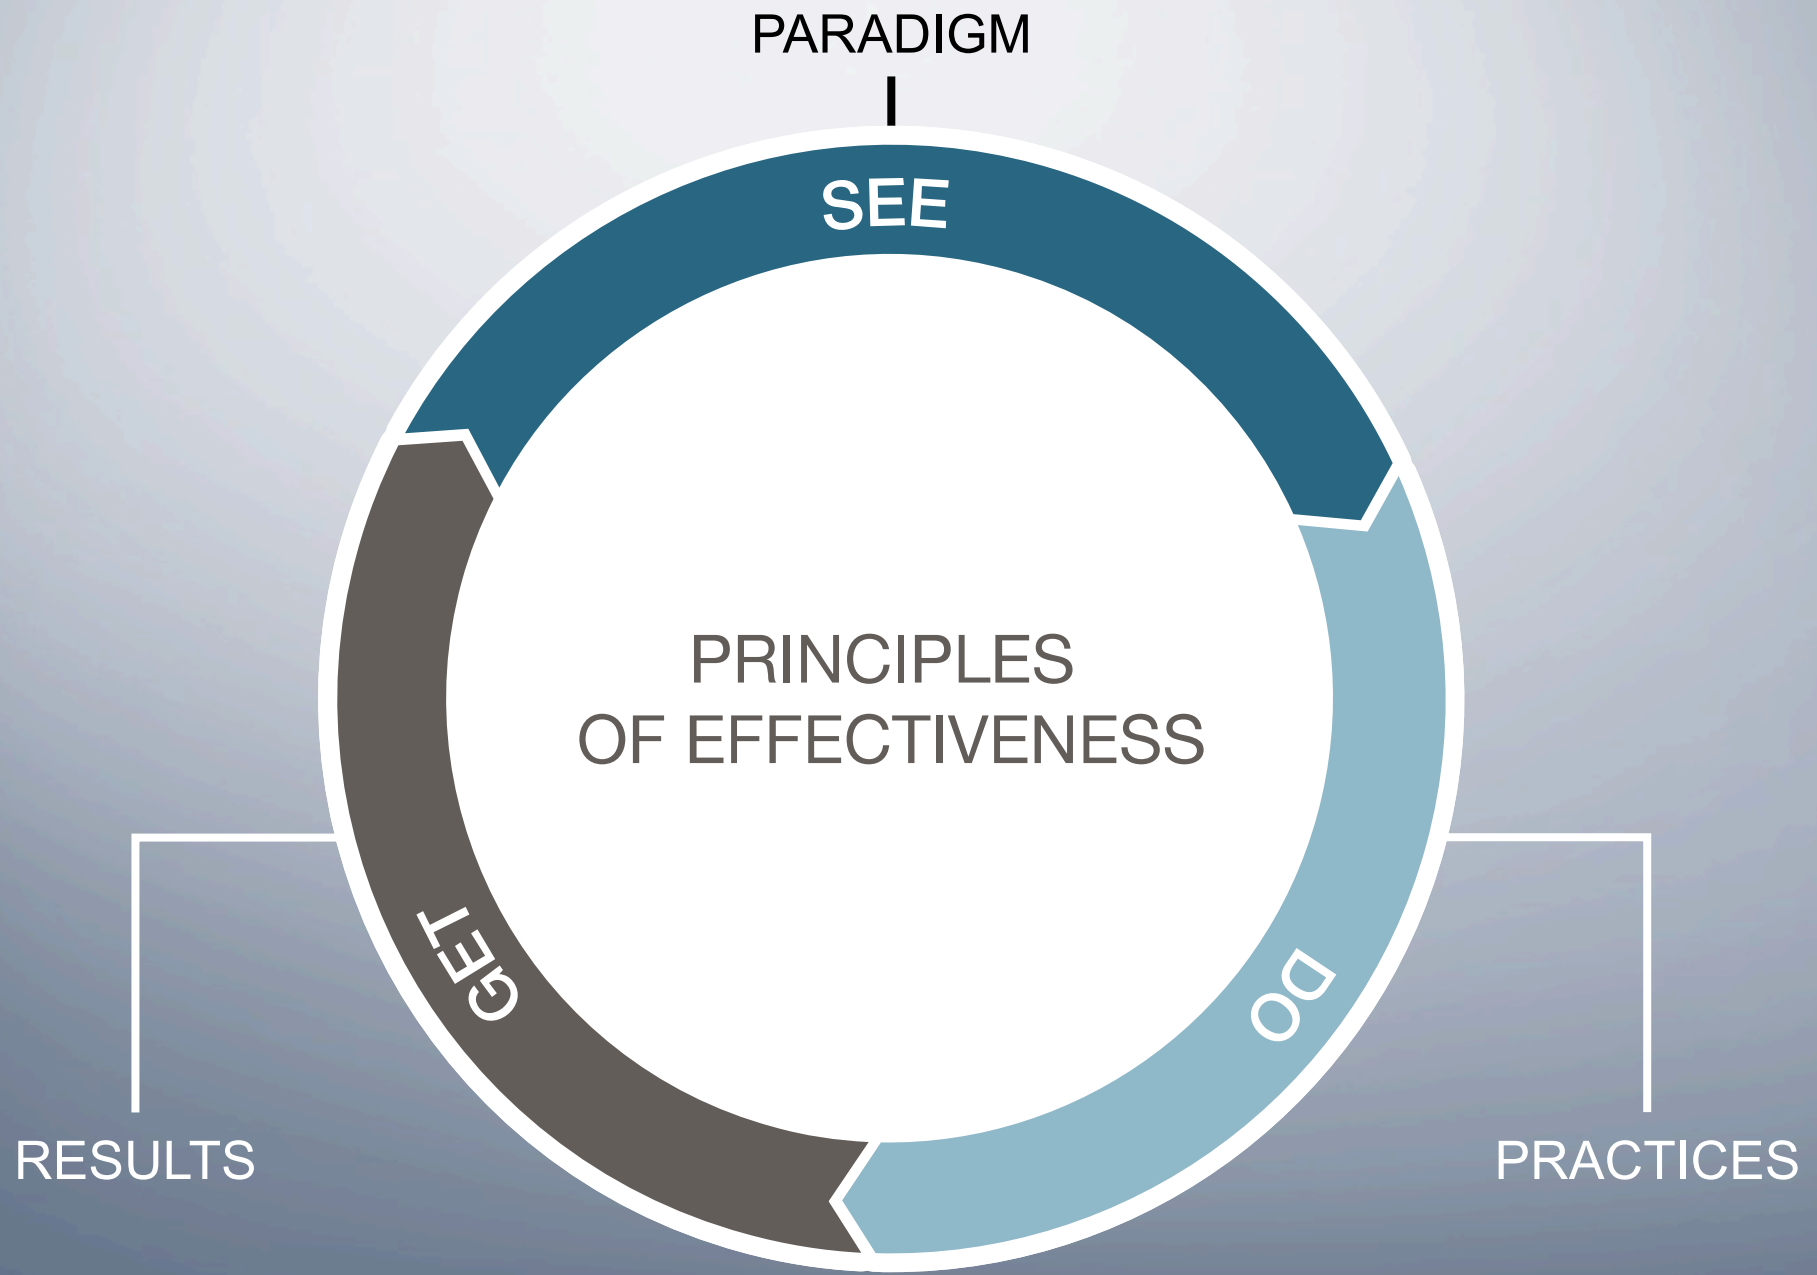 PARADIGM
SEE
PRINCIPLES
OF EFFECTIVENESS
GET
DO
RESULTS
PRACTICES